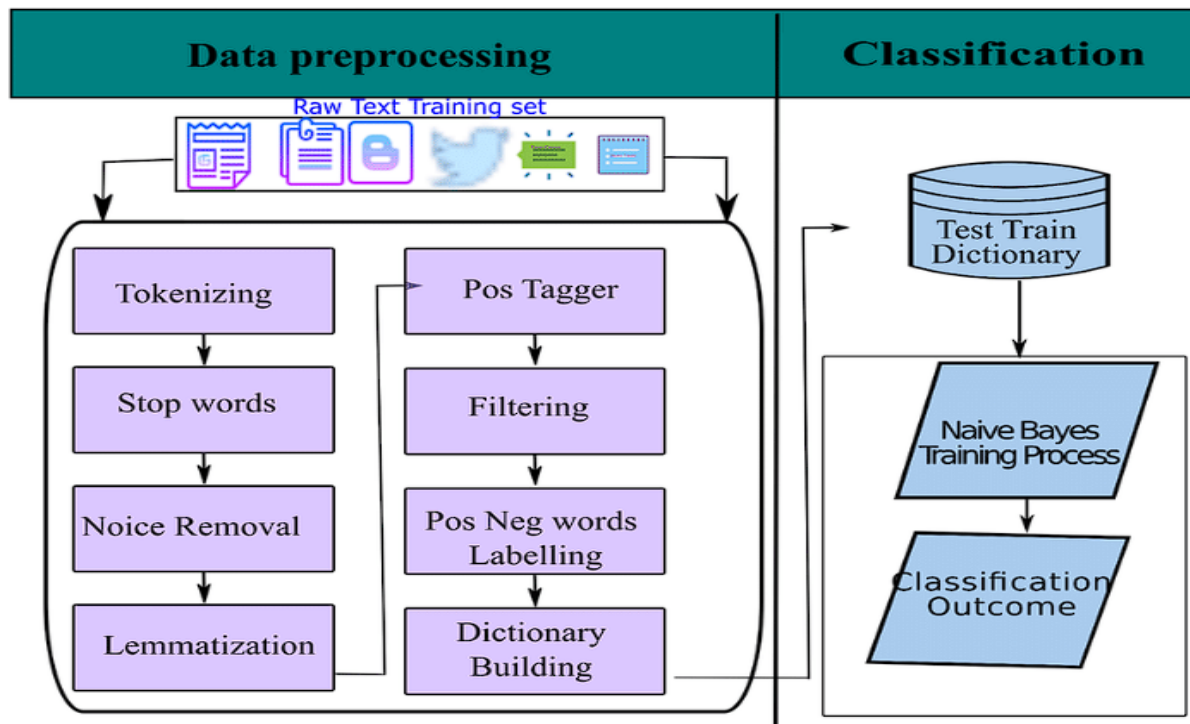 Data preprocessing
Classification
Raw Text Training set
Tokenizing
Stop words
Noice Removal
Lemmatization
Pos Tagger
Filtering
Pos Neg words
Labelling
Dictionary
Building
Test Train
Dictionary
Naive Bayes
Training Process
Classification
Outcome